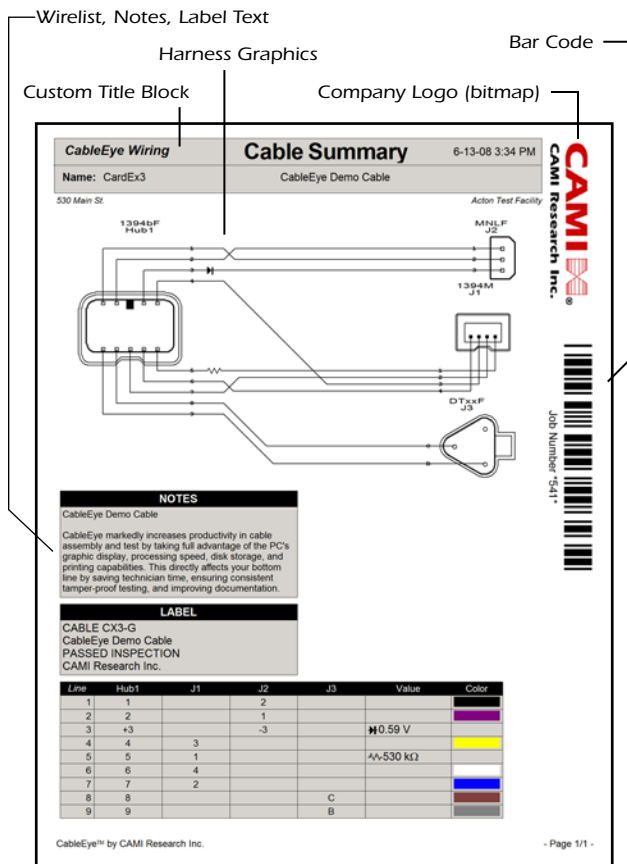 Wirelist, Notes, Label Text
Harness Graphics
Bar Code
Custom Title Block
Company Logo (bitmap)
CableEye Wiring
Cable Summary
6-13-08 3:34 PM
Name: CardEx3
CableEye Demo Cable
530 Main St.
Acton Test Facility
CAMI
®
CAMI Research Inc.
1394bF
Hub1
MNLF
J2
1394M
J1
DTxxF
J3
Job Number *541*
NOTES
CableEye Demo Cable
CableEye markedly increases productivity in cable
assembly and test by taking full advantage of the PC's
graphic display, processing speed, disk storage, and
printing capabilities. This directly affects your bottom
line by saving technician time, ensuring consistent
tamper-proof testing, and improving documentation.
LABEL
CABLE CX3-G
CableEye Demo Cable
PASSED INSPECTION
CAMI Research Inc.
Line Hub1 J1 J2 J3 Value Color
1 1 2
2 2 1
3 +3 -3 0.59 V
4 4 3
5 5 1 530 kΩ
6 6 4
7 7 2
8 8 C
9 9 B
CableEye™ by CAMI Research Inc.
- Page 1/1 -